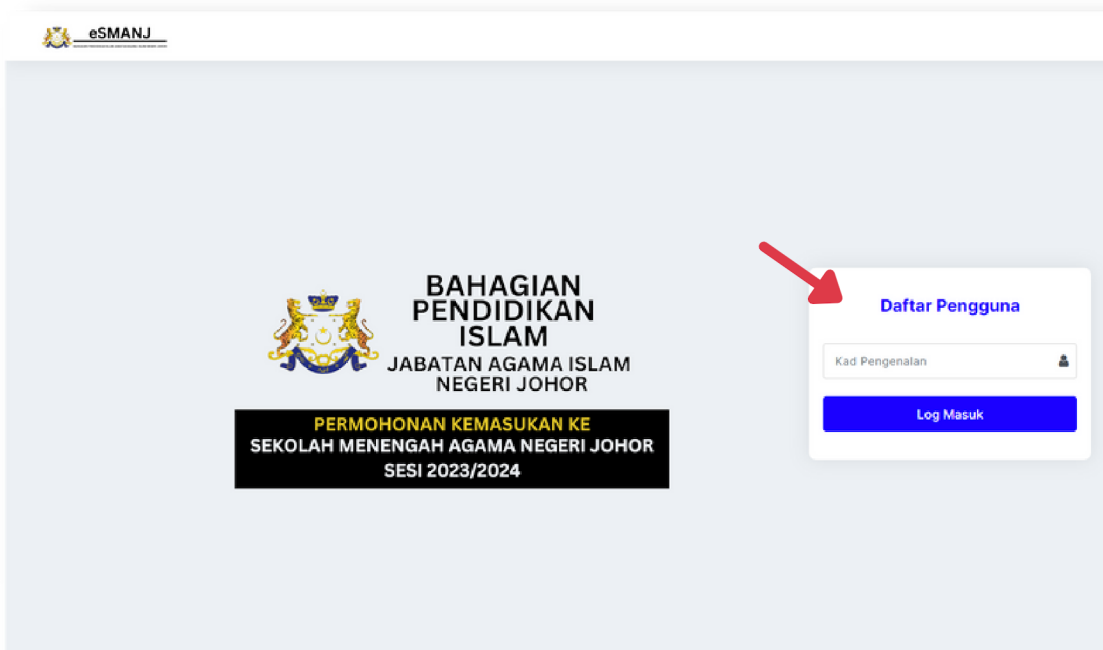 eSMANJ
BAHAGIAN
PENDIDIKAN
ISLAM
JABATAN AGAMA ISLAM
NEGERI JOHOR
PERMOHONAN KEMASUKAN KE
SEKOLAH MENENGAH AGAMA NEGERI JOHOR
SESI 2023/2024
Daftar Pengguna
Kad Pengenalan
Log Masuk